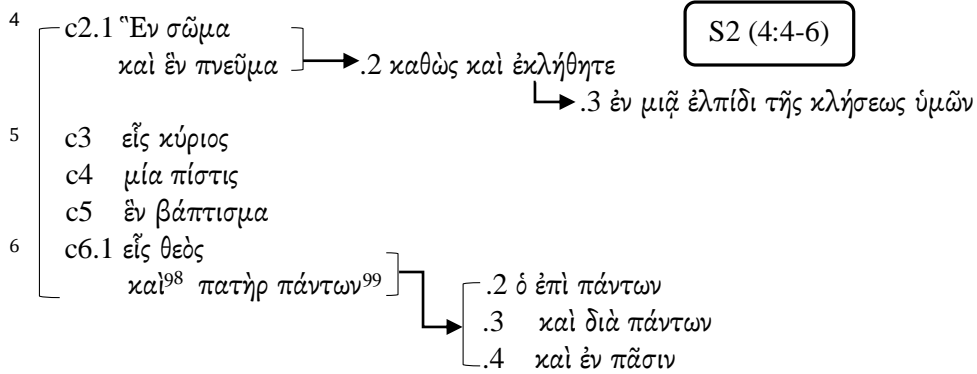 4 c2.1 Ἓν σῶμα
S2 (4:4-6)
καὶ ἓν πνεῦμα .2 καθὼς καὶ ἐκλήθητε
.3 ἐν μιᾷ ἐλπίδι τῆς κλήσεως ὑμῶν
5 c3 εἷς κύριος
c4 μία πίστις
c5 ἓν βάπτισμα
6 c6.1 εἷς θεὸς
καὶ98 πατὴρ πάντων99
.2 ὁ ἐπὶ πάντων
.3 καὶ διὰ πάντων
.4 καὶ ἐν πᾶσιν